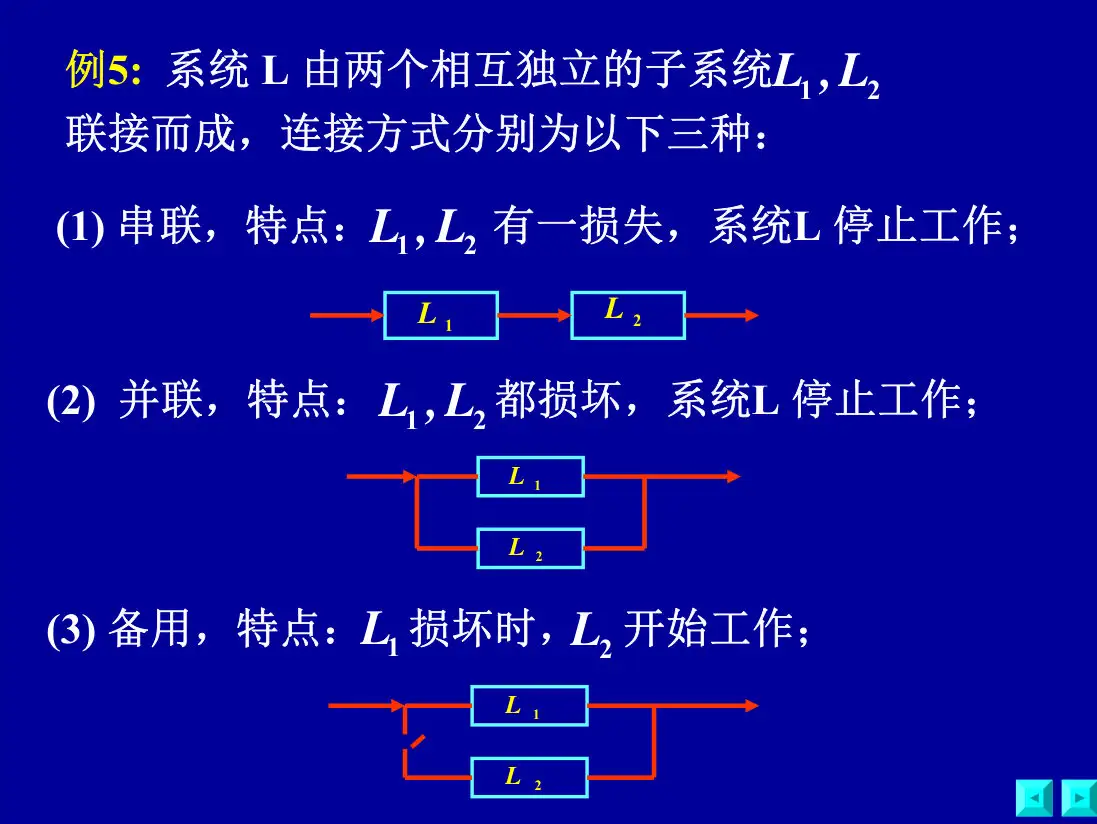 例5: 系统 L 由两个相互独立的子系统L1 , L2
联接而成，连接方式分别为以下三种：
(1) 串联，特点：L1 , L2 有一损失，系统L 停止工作；
L 1
L 2
(2) 并联，特点：L1 , L2 都损坏，系统L 停止工作；
L 1
L 2
(3) 备用，特点：L1 损坏时，L2 开始工作；
L 1
L 2